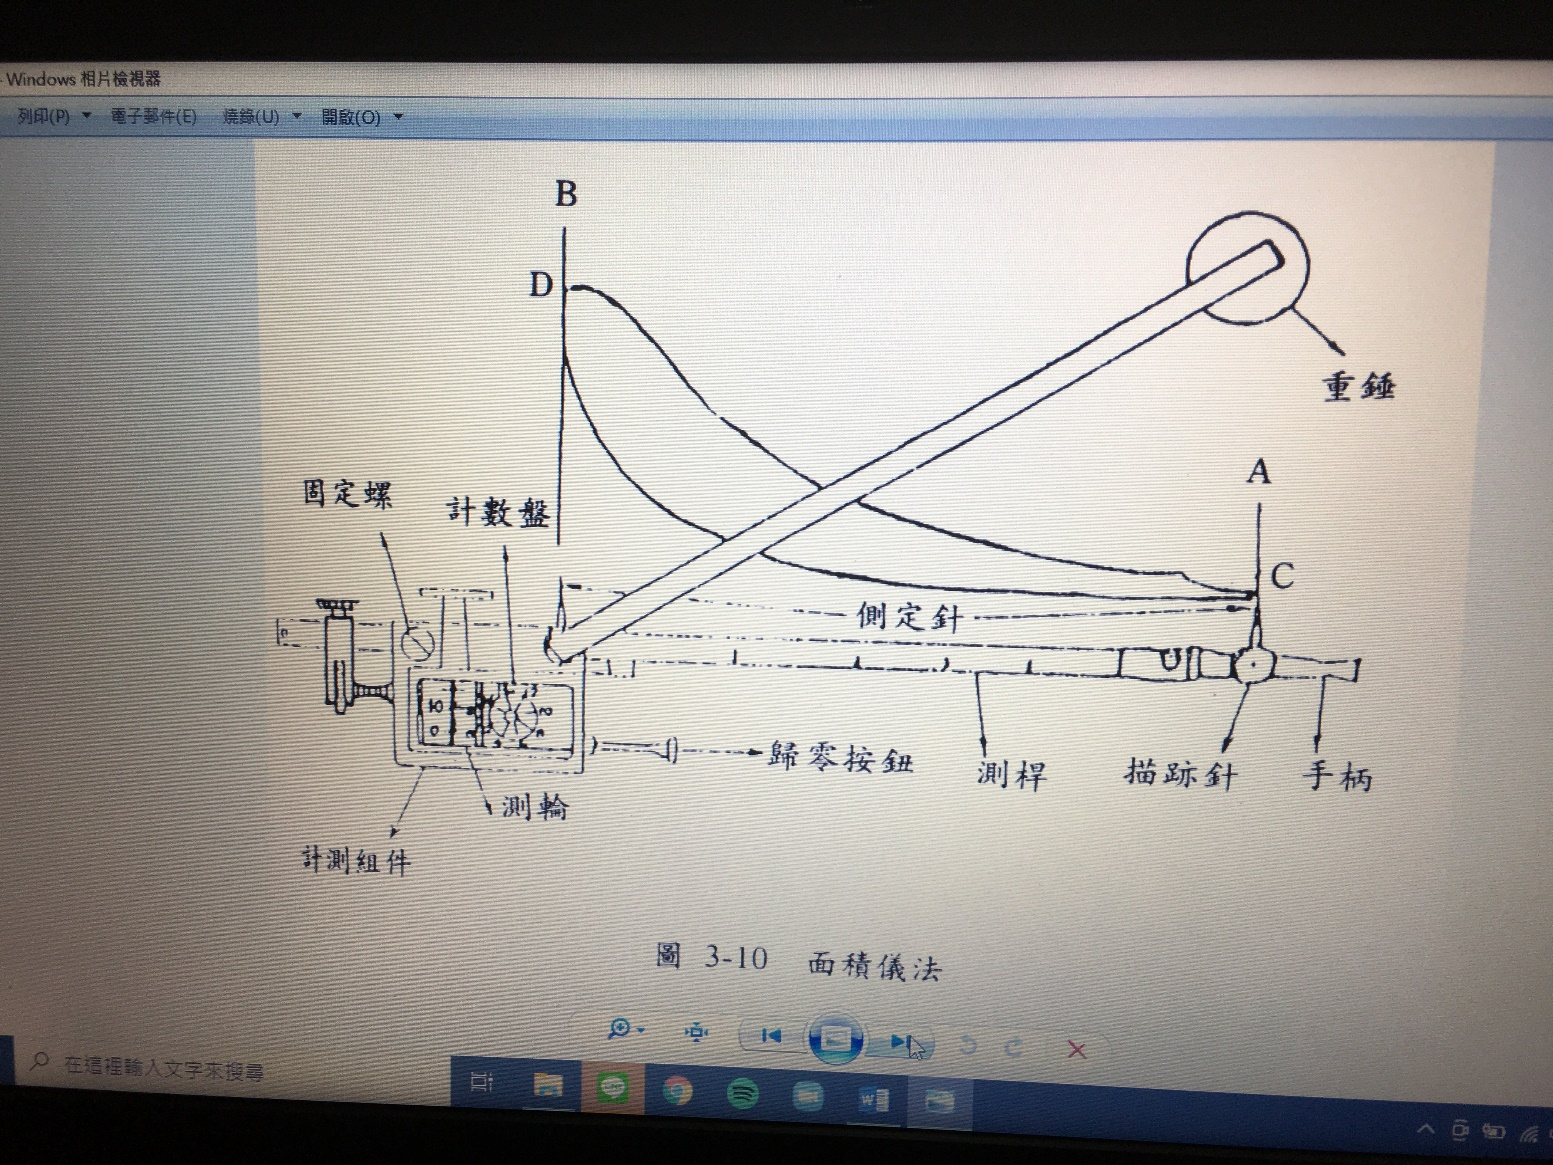 - Windows 相片檢視器
列印(P) 電子郵件(E) 燒錄(U) 開啟(O)
B
D
重錘
A
固定螺
計數盤
C
側定針
歸零按鈕
測桿
描跡針
手柄
測輪
計測組件
圖 3-10 面積儀法
在這裡輸入文字來搜尋